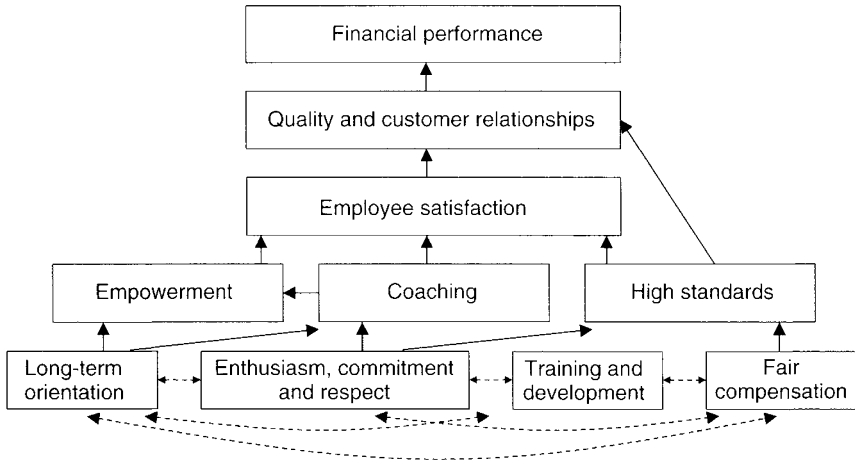 Financial performance
Quality and customer relationships
Employee satisfaction
Empowerment
Coaching
High standards
Long-term
orientation
Enthusiasm, commitment
and respect
Training and
development
Fair
compensation